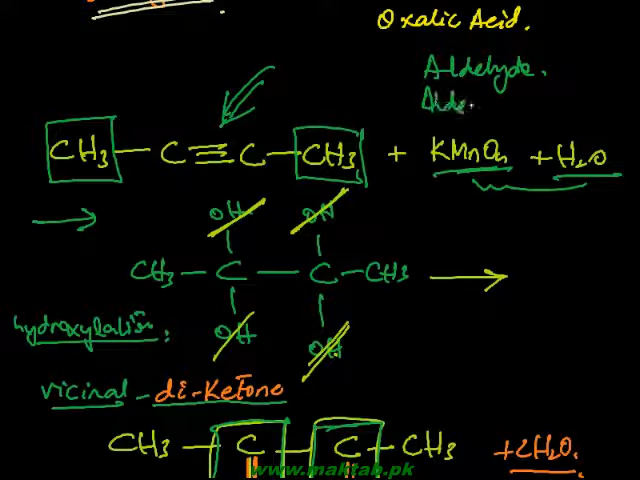 Oxalic Acid.
Aldehyde.
Alde
CH3 — C ≡ C — CH3 + KMnO4 + H2O
OH OH
CH3 — C — C — CH3
hydroxylation.
OH OH
vicinal - di-Ketone
CH3 — C — C — CH3 + 2H2O.
www.maktab.pk